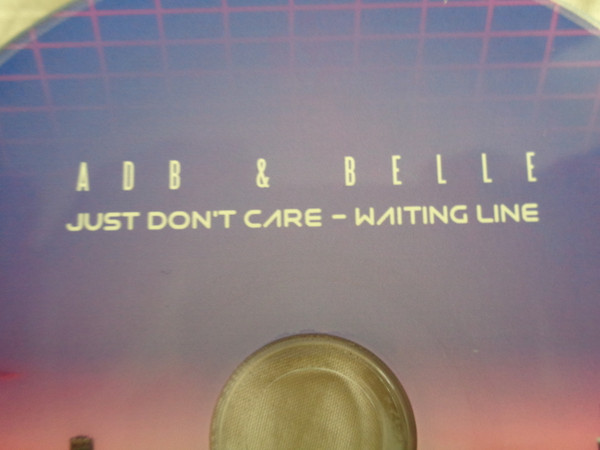 ADB & BELLE
JUST DON'T CARE - WAITING LINE